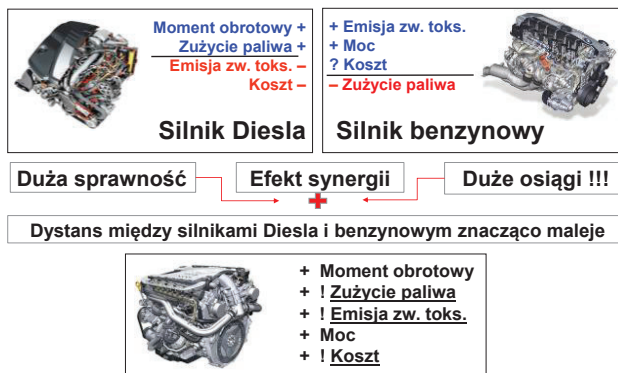 Moment obrotowy +
Zużycie paliwa +
Emisja zw. toks. –
Koszt –
Silnik Diesla
+ Emisja zw. toks.
+ Moc
? Koszt
– Zużycie paliwa
Silnik benzynowy
Duża sprawność
Efekt synergii
Duże osiągi !!!
+
Dystans między silnikami Diesla i benzynowym znacząco maleje
+ Moment obrotowy
+ ! Zużycie paliwa
+ ! Emisja zw. toks.
+ Moc
+ ! Koszt